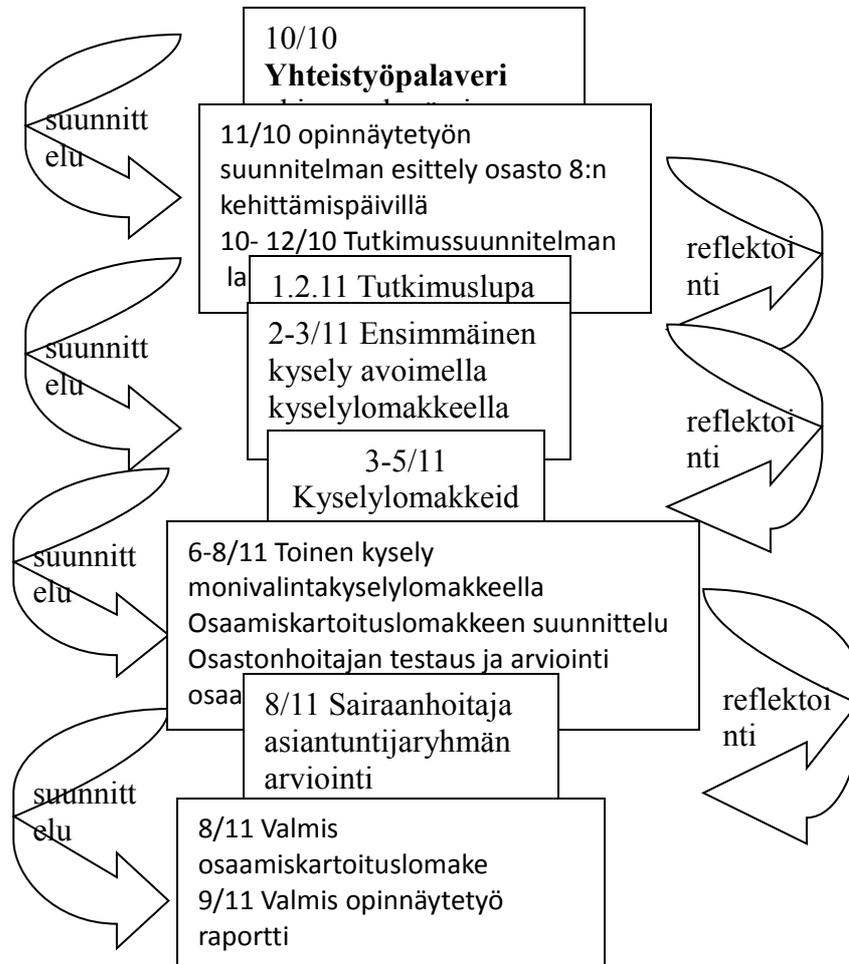 10/10
Yhteistyöpalaveri
suunnitt
elu
11/10 opinnäytetyön
suunnitelman esittely osasto 8:n
kehittämispäivillä
10- 12/10 Tutkimussuunnitelman
la
reflektoi
nti
1.2.11 Tutkimuslupa
suunnitt
elu
2-3/11 Ensimmäinen
kysely avoimella
kyselylomakkeella
reflektoi
nti
3-5/11
Kyselylomakkeid
suunnitt
elu
6-8/11 Toinen kysely
monivalintakyselylomakkeella
Osaamiskartoituslomakkeen suunnittelu
Osastonhoitajan testaus ja arviointi
osaa
reflektoi
nti
8/11 Sairaanhoitaja
asiantuntijaryhmän
arviointi
suunnitt
elu
8/11 Valmis
osaamiskartoituslomake
9/11 Valmis opinnäytetyö
raportti